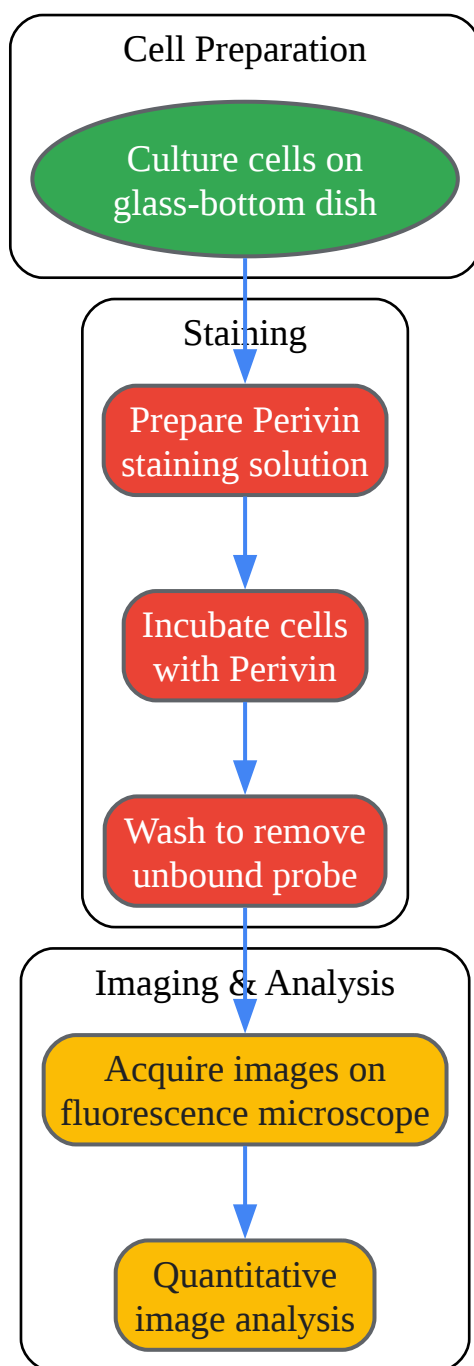 Cell Preparation
Culture cells on
glass-bottom dish
Staining
Prepare Perivin
staining solution
Incubate cells
with Perivin
Wash to remove
unbound probe
Imaging & Analysis
Acquire images on
fluorescence microscope
Quantitative
image analysis